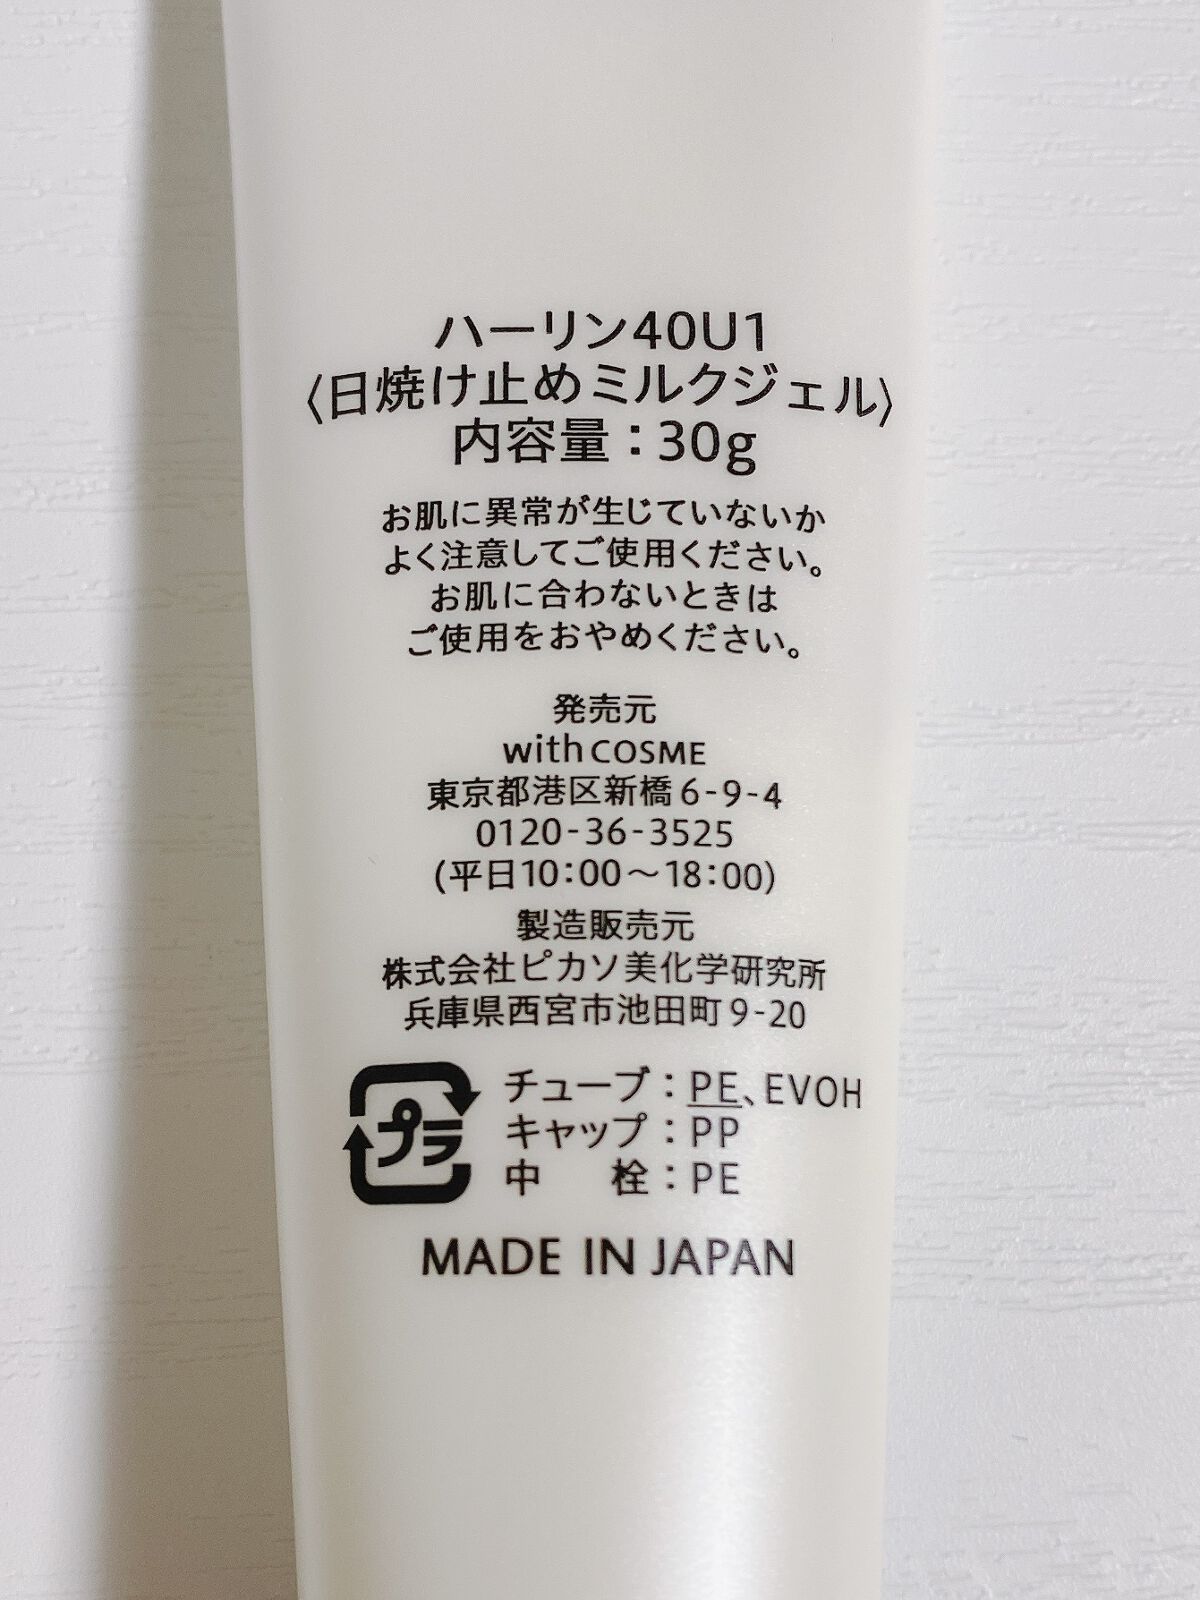 ハーリン40U1
〈日焼け止めミルクジェル〉
内容量：30g
お肌に異常が生じていないか
よく注意してご使用ください。
お肌に合わないときは
ご使用をおやめください。
発売元
with COSME
東京都港区新橋6-9-4
0120-36-3525
(平日10：00〜18：00)
製造販売元
株式会社ピカソ美化学研究所
兵庫県西宮市池田町9-20
プラ
チューブ：PE、EVOH
キャップ：PP
中　栓：PE
MADE IN JAPAN